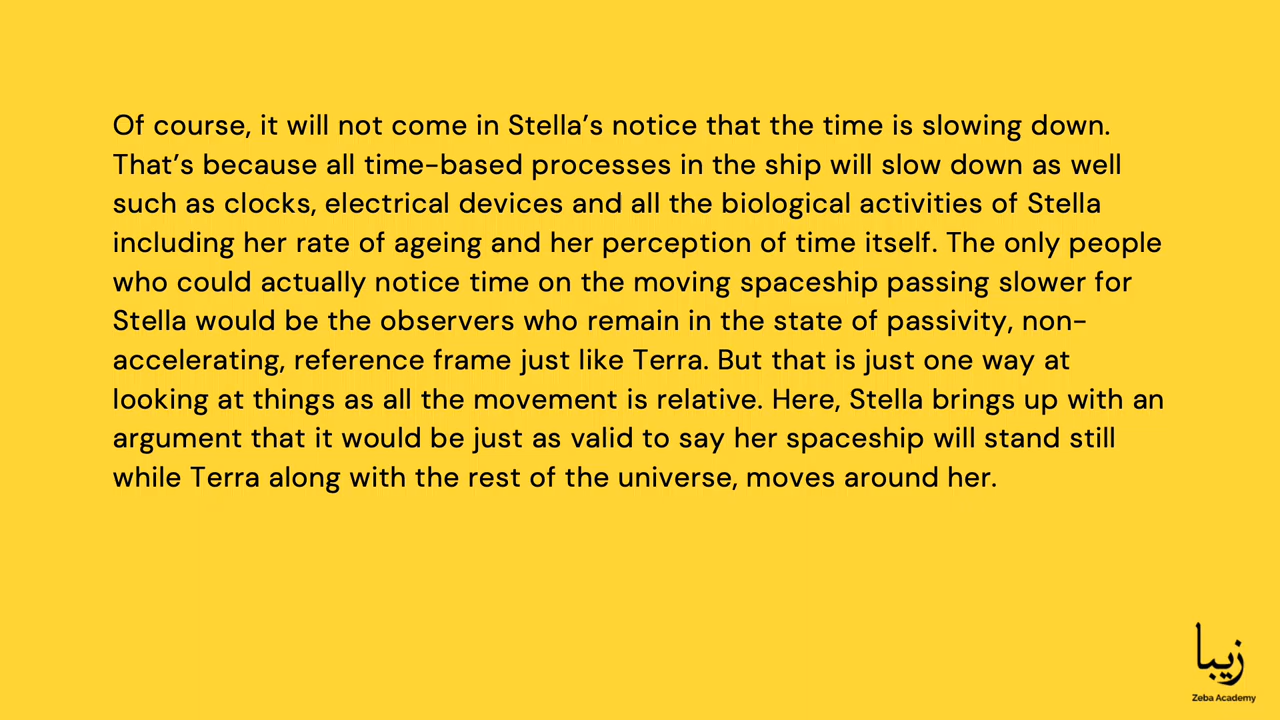 Of course, it will not come in Stella’s notice that the time is slowing down.
That’s because all time-based processes in the ship will slow down as well
such as clocks, electrical devices and all the biological activities of Stella
including her rate of ageing and her perception of time itself. The only people
who could actually notice time on the moving spaceship passing slower for
Stella would be the observers who remain in the state of passivity, non-
accelerating, reference frame just like Terra. But that is just one way at
looking at things as all the movement is relative. Here, Stella brings up with an
argument that it would be just as valid to say her spaceship will stand still
while Terra along with the rest of the universe, moves around her.
زیبا
Zeba Academy